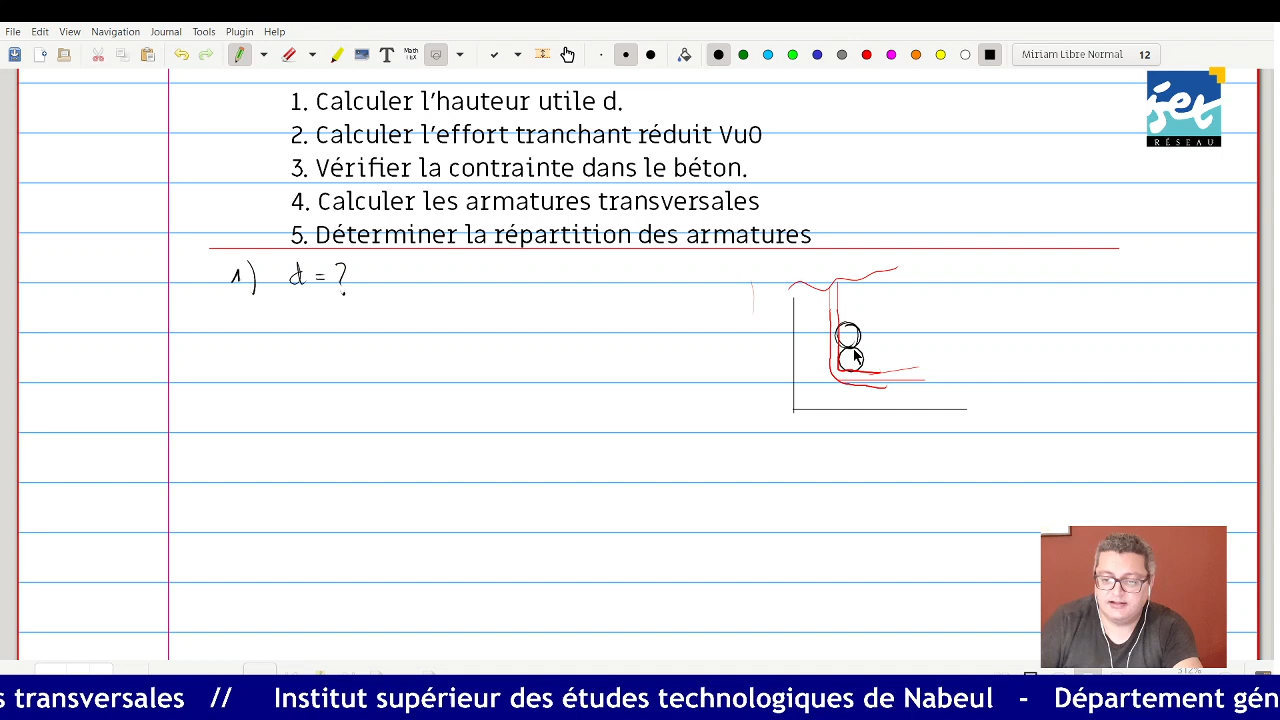 File Edit View Navigation Journal Tools Plugin Help
Miriam Libre Normal 12
1. Calculer l'hauteur utile d.
2. Calculer l'effort tranchant réduit Vu0
3. Vérifier la contrainte dans le béton.
4. Calculer les armatures transversales
5. Déterminer la répartition des armatures
1) d = ?
iset
RÉSEAU
s transversales // Institut supérieur des études technologiques de Nabeul - Département gén